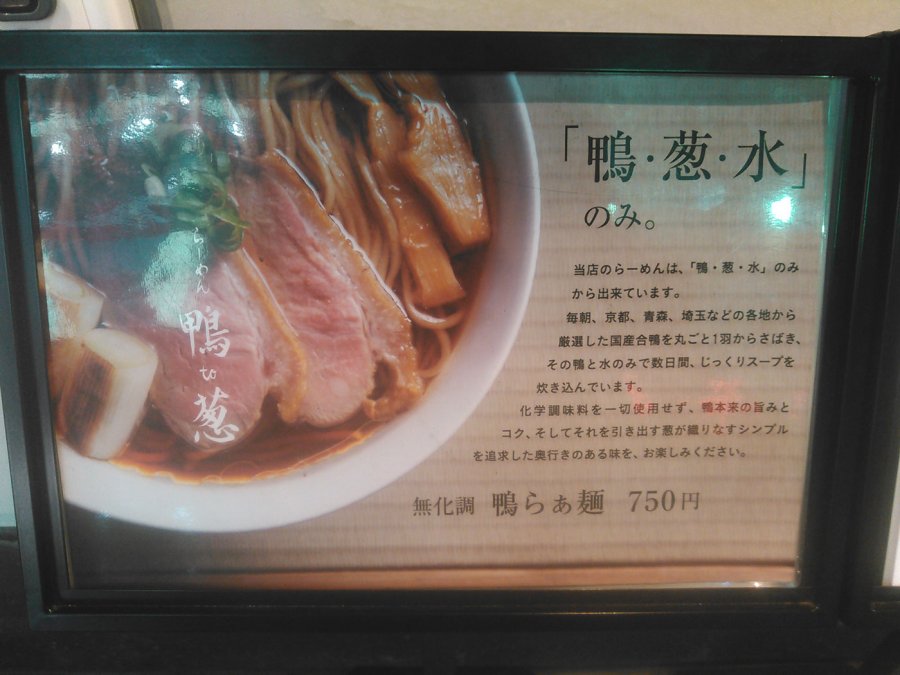 「鴨・葱・水」
のみ。
当店のらーめんは、「鴨・葱・水」のみ
から出来ています。
毎朝、京都、青森、埼玉などの各地から
厳選した国産合鴨を丸ごと1羽からさばき、
その鴨と水のみで数日間、じっくりスープを
炊き込んでいます。
化学調味料を一切使用せず、鴨本来の旨みと
コク、そしてそれを引き出す葱が織りなすシンプル
を追求した奥行きのある味を、お楽しみください。
無化調 鴨らぁ麺 750円
らーめん
鴨
to
葱